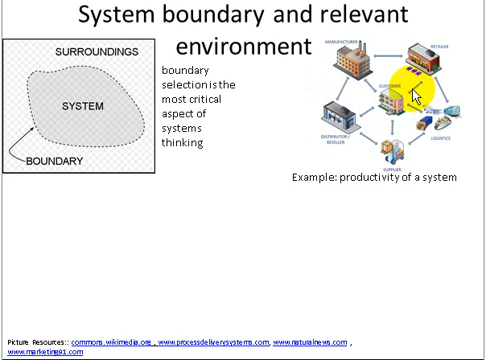 System boundary and relevant
environment
SURROUNDINGS
SYSTEM
BOUNDARY
boundary
selection is the
most critical
aspect of
systems
thinking
MANUFACTURER
RETAILER
CUSTOMER
DISTRIBUTOR /
RESELLER
LOGISTICS
SUPPLIER
Example: productivity of a system
Picture Resources:: commons.wikimedia.org , www.processdeliverysystems.com, www.naturalnews.com ,
www.marketing91.com